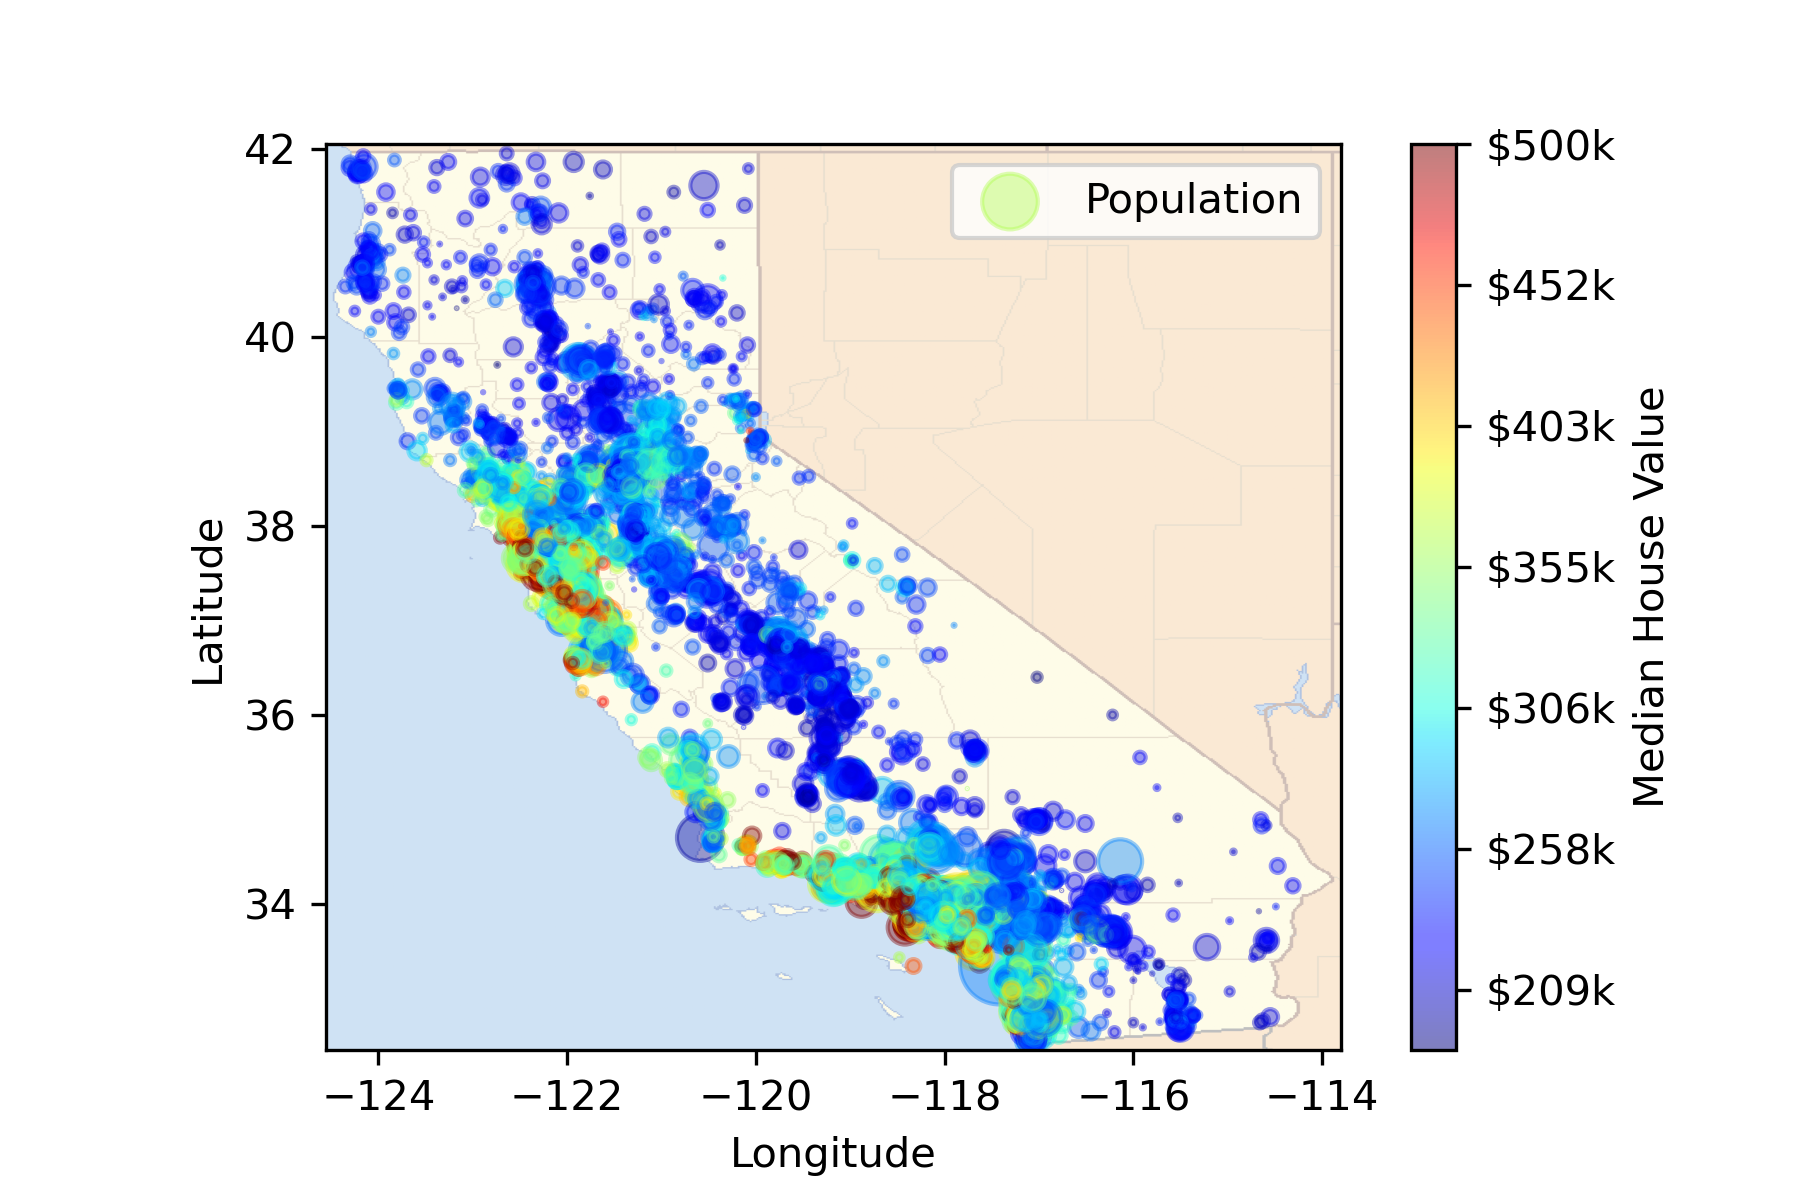 42
40
38
36
34
Latitude
−124
−122
−120
−118
−116
−114
Longitude
Population
$500k
$452k
$403k
$355k
$306k
$258k
$209k
Median House Value